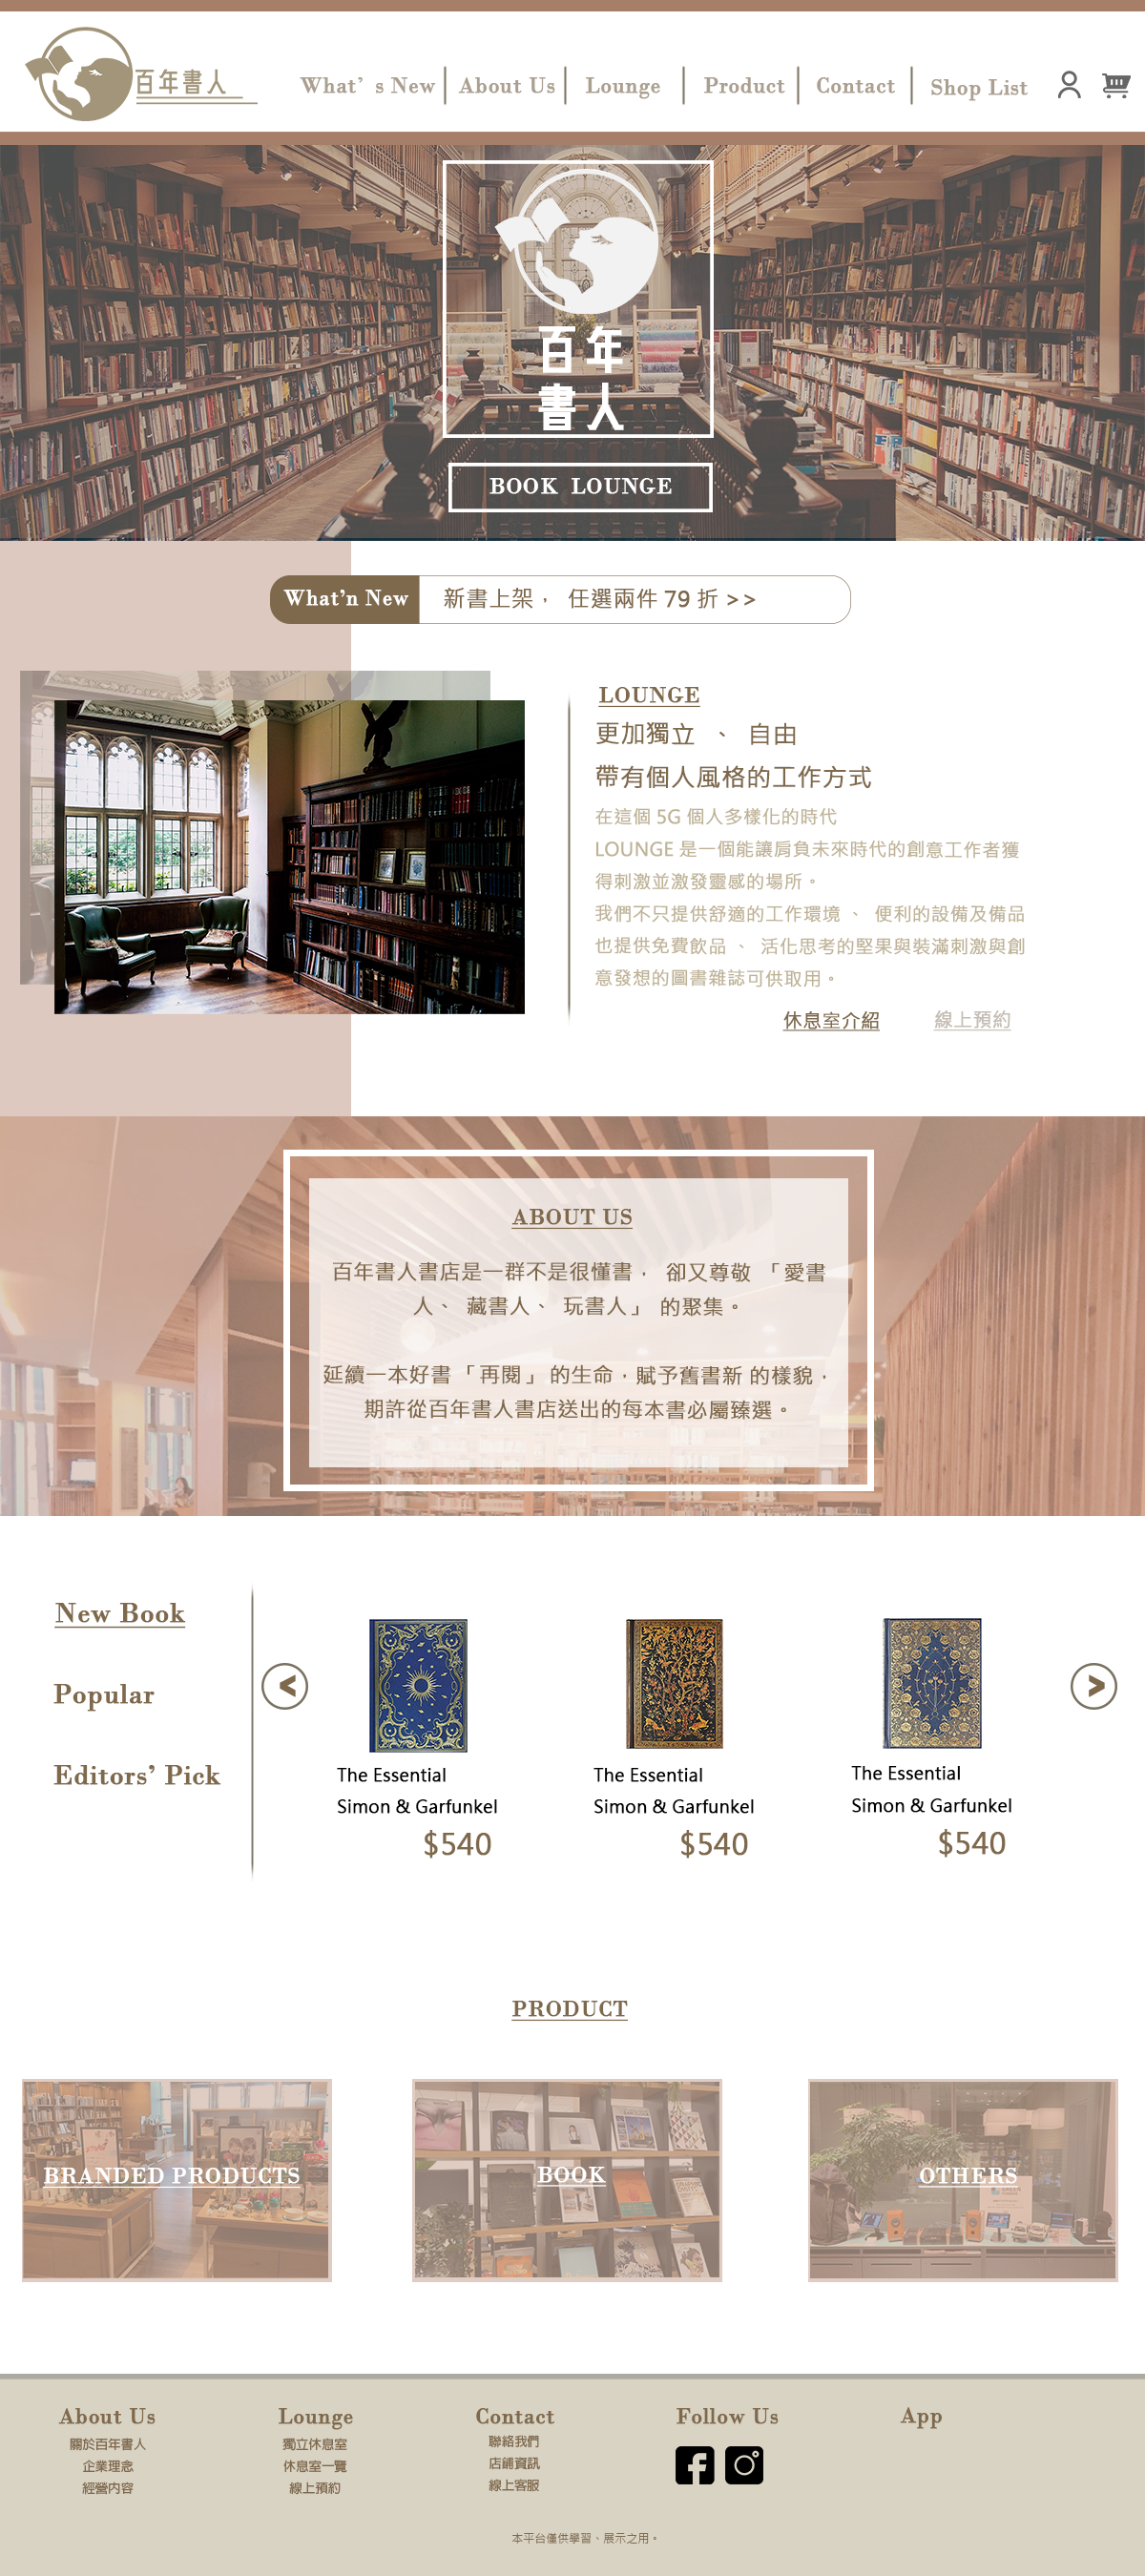 百年書人
What’s New
About Us
Lounge
Product
Contact
Shop List
百年
書人
BOOK LOUNGE
What’n New
新書上架， 任選兩件 79 折 >>
LOUNGE
更加獨立 、 自由
帶有個人風格的工作方式
在這個 5G 個人多樣化的時代
LOUNGE 是一個能讓肩負未來時代的創意工作者獲
得刺激並激發靈感的場所。
我們不只提供舒適的工作環境 、 便利的設備及備品
也提供免費飲品 、 活化思考的堅果與裝滿刺激與創
意發想的圖書雜誌可供取用。
休息室介紹
線上預約
ABOUT US
百年書人書店是一群不是很懂書， 卻又尊敬 「愛書
人、 藏書人、 玩書人」 的聚集。
延續一本好書「再閱」的生命，賦予舊書新 的樣貌，
期許從百年書人書店送出的每本書必屬臻選。
New Book
Popular
Editors’ Pick
<
The Essential
Simon & Garfunkel
$540
The Essential
Simon & Garfunkel
$540
The Essential
Simon & Garfunkel
$540
>
PRODUCT
BRANDED PRODUCTS
BOOK
OTHERS
About Us
關於百年書人
企業理念
經營內容
Lounge
獨立休息室
休息室一覽
線上預約
Contact
聯絡我們
店鋪資訊
線上客服
Follow Us
App
本平台僅供學習、展示之用。